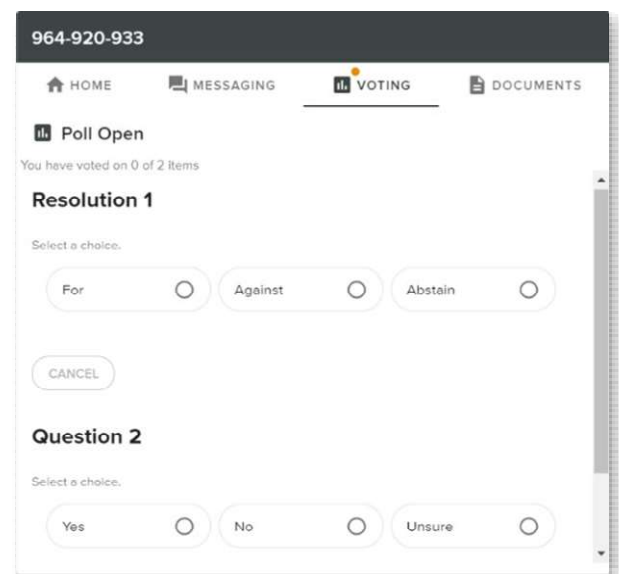 964-920-933
HOME MESSAGING VOTING DOCUMENTS
Poll Open
You have voted on 0 of 2 items
Resolution 1
Select a choice.
For Against Abstain
CANCEL
Question 2
Select a choice.
Yes No Unsure